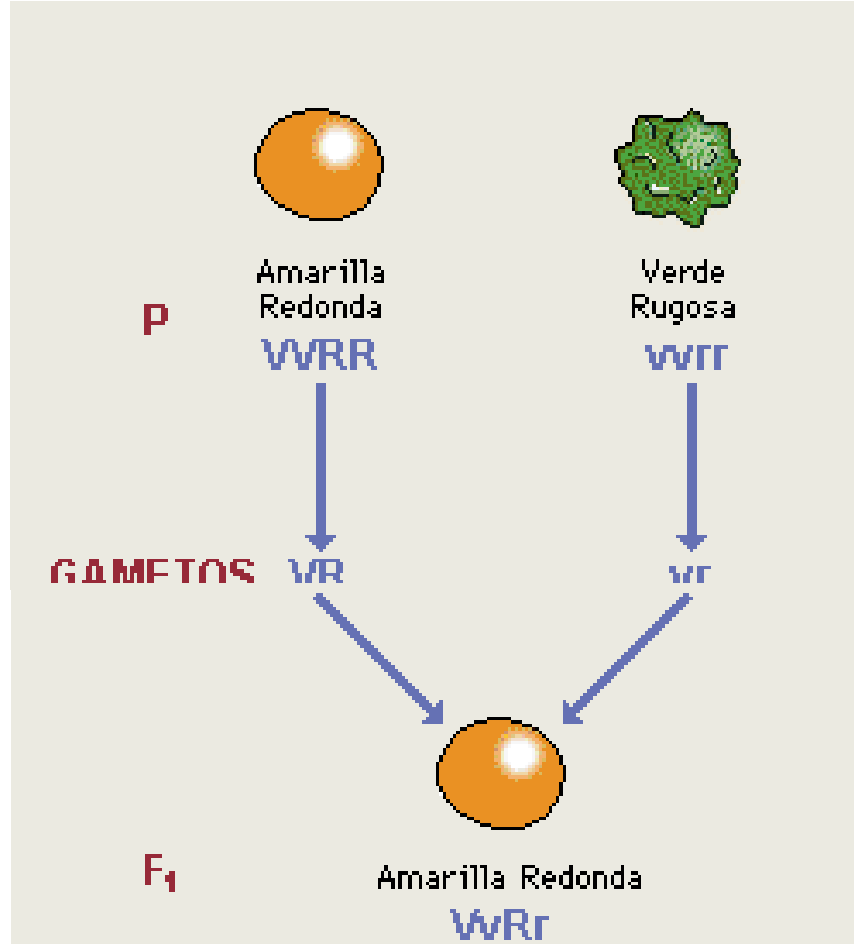 Amarilla
Redonda
Verde
Rugosa
P
VVRR
vvrr
GAMETOS
VR
vr
F₁
Amarilla Redonda
VvRr